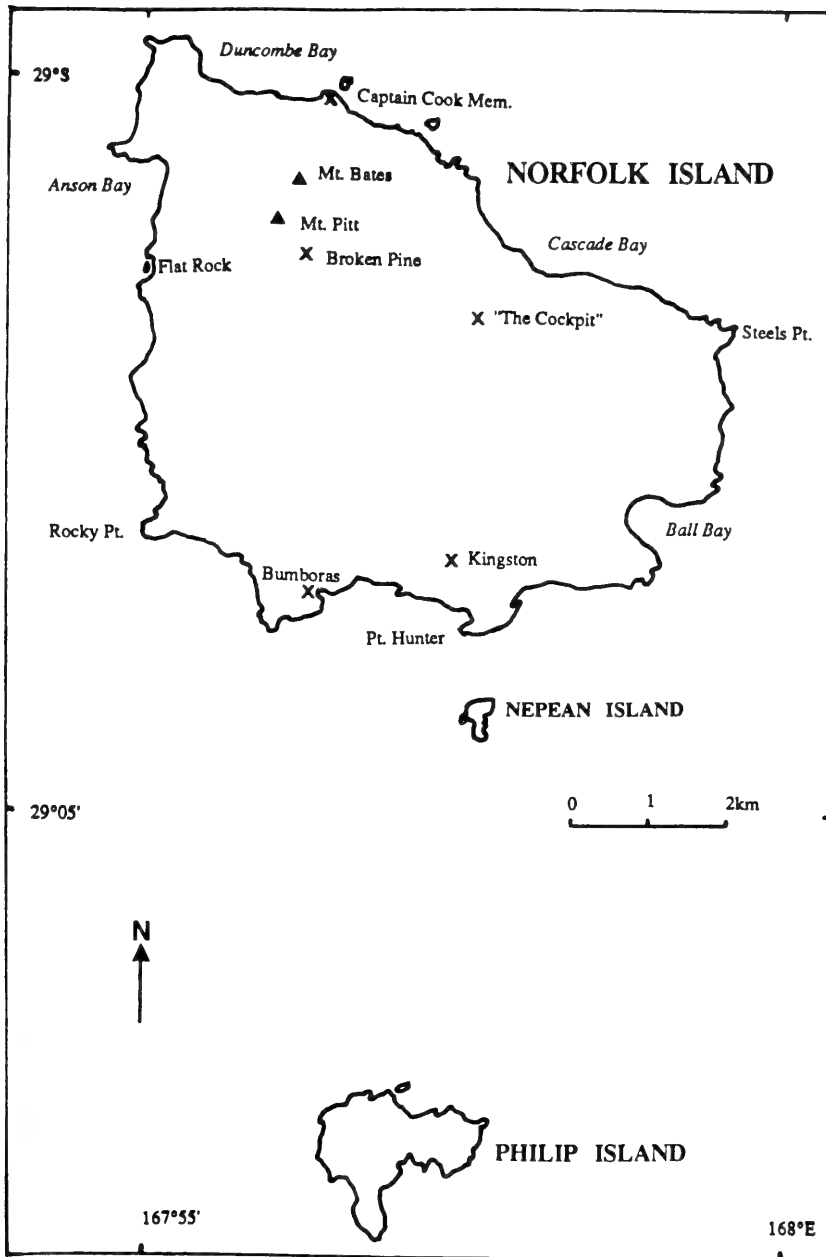 Duncombe Bay
29°S
Captain Cook Mem.
NORFOLK ISLAND
Mt. Bates
Anson Bay
Mt. Pitt
Cascade Bay
Broken Pine
Flat Rock
"The Cockpit"
Steels Pt.
Rocky Pt.
Ball Bay
Kingston
Bumboras
Pt. Hunter
NEPEAN ISLAND
0 1 2km
29°05'
N
PHILIP ISLAND
167°55'
168°E